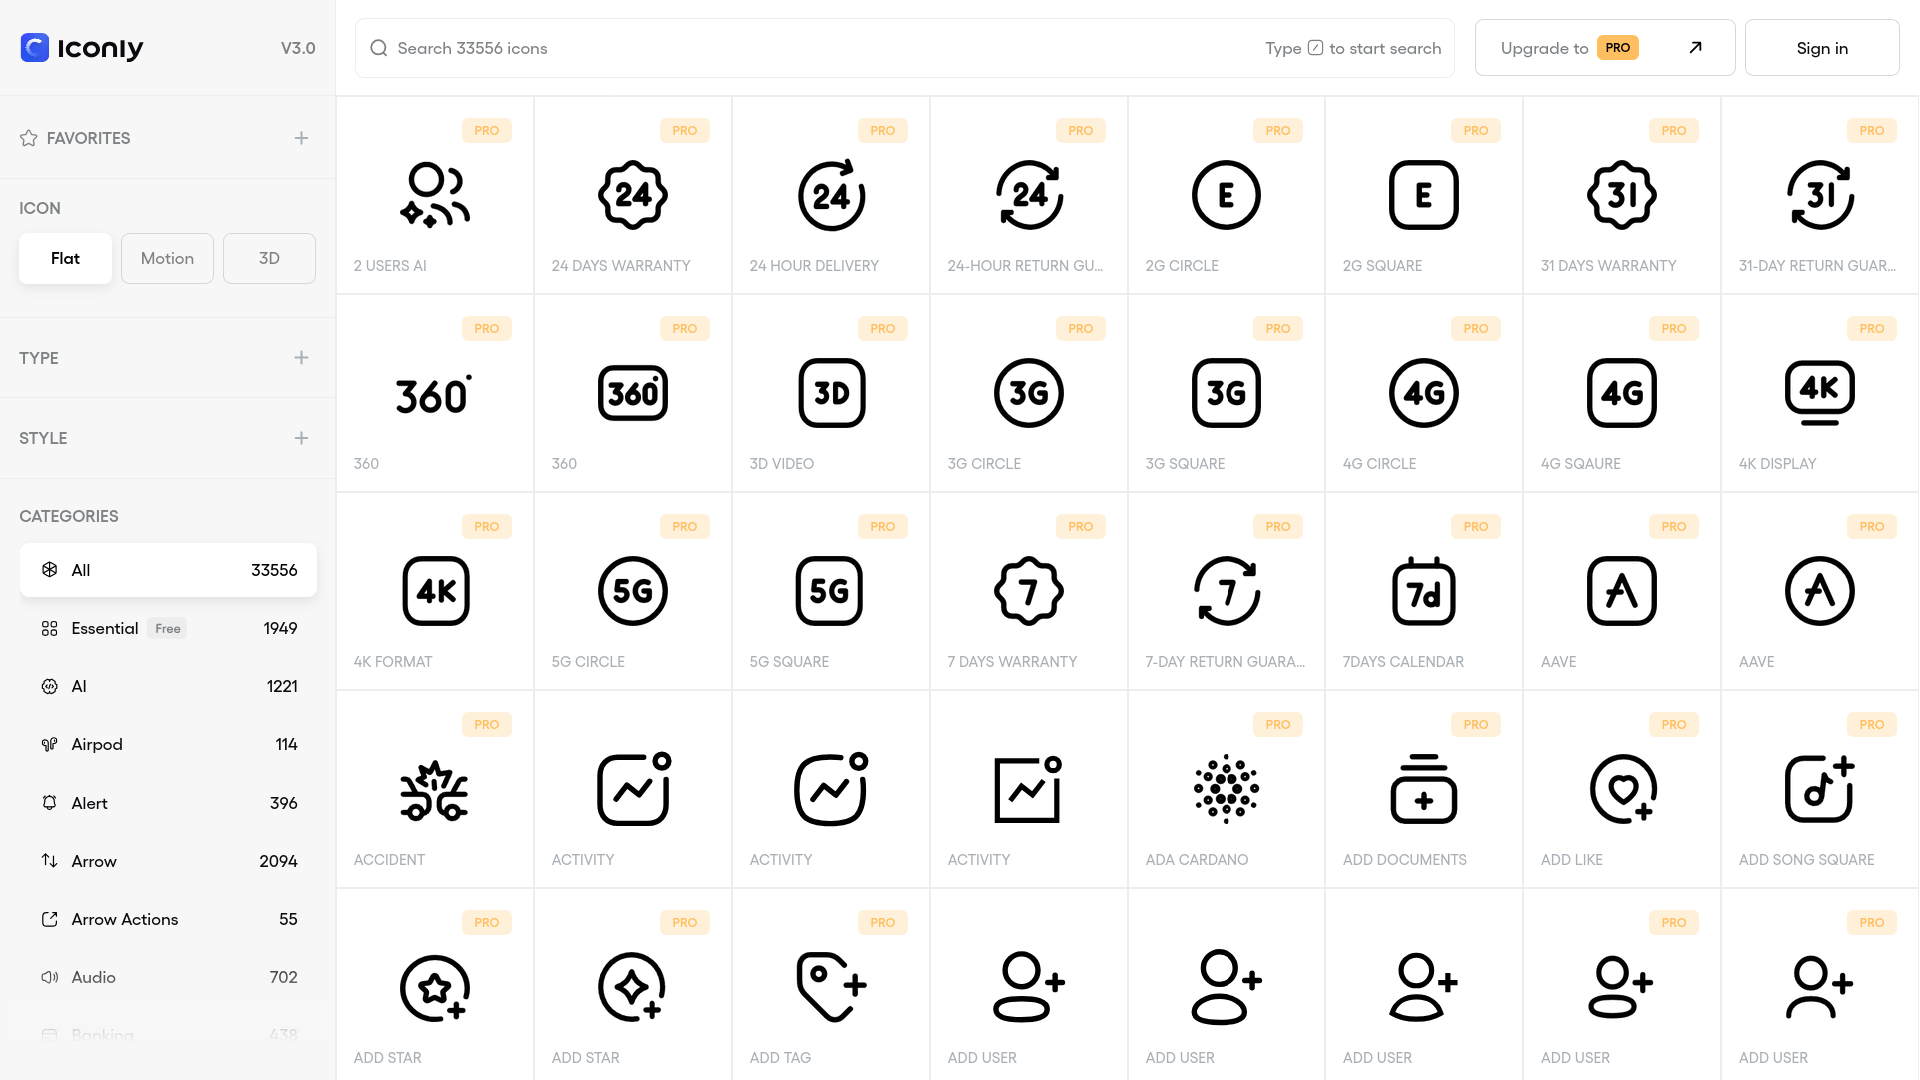 Iconly
V3.0
Search 33556 icons
Type / to start search
Upgrade to PRO
Sign in
FAVORITES
ICON
Flat
Motion
3D
TYPE
STYLE
CATEGORIES
All 33556
Essential Free 1949
AI 1221
Airpod 114
Alert 396
Arrow 2094
Arrow Actions 55
Audio 702
Banking 438
PRO
2 USERS AI
PRO
24
24 DAYS WARRANTY
PRO
24
24 HOUR DELIVERY
PRO
24
24-HOUR RETURN GU...
PRO
E
2G CIRCLE
PRO
E
2G SQUARE
PRO
31
31 DAYS WARRANTY
PRO
31
31-DAY RETURN GUAR...
PRO
360°
360
PRO
360°
360
PRO
3D
3D VIDEO
PRO
3G
3G CIRCLE
PRO
3G
3G SQUARE
PRO
4G
4G CIRCLE
PRO
4G
4G SQAURE
PRO
4K
4K DISPLAY
PRO
4K
4K FORMAT
PRO
5G
5G CIRCLE
PRO
5G
5G SQUARE
PRO
7
7 DAYS WARRANTY
PRO
7
7-DAY RETURN GUARA...
PRO
7d
7DAYS CALENDAR
PRO
AAVE
PRO
AAVE
PRO
ACCIDENT
ACTIVITY
ACTIVITY
ACTIVITY
PRO
ADA CARDANO
PRO
ADD DOCUMENTS
PRO
ADD LIKE
PRO
ADD SONG SQUARE
PRO
ADD STAR
PRO
ADD STAR
PRO
ADD TAG
ADD USER
ADD USER
ADD USER
PRO
ADD USER
PRO
ADD USER